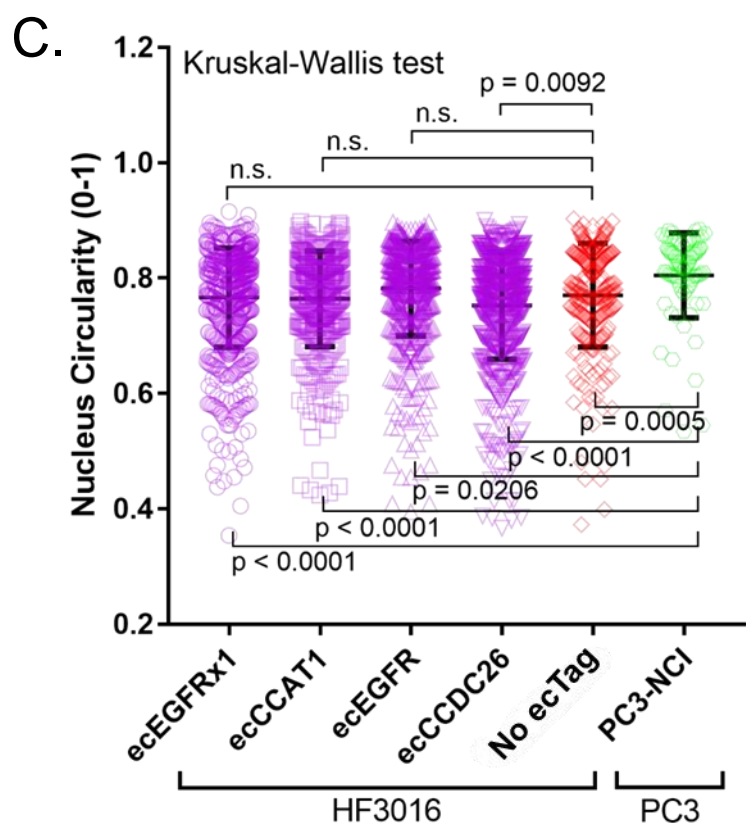 C.
Kruskal-Wallis test
p = 0.0092
n.s.
n.s.
n.s.
Nucleus Circularity (0-1)
1.2
1.0
0.8
0.6
0.4
0.2
p = 0.0005
p < 0.0001
p = 0.0206
p < 0.0001
p < 0.0001
ecEGFRx1
ecCCAT1
ecEGFR
ecCCDC26
No ecTag
PC3-NCI
HF3016
PC3